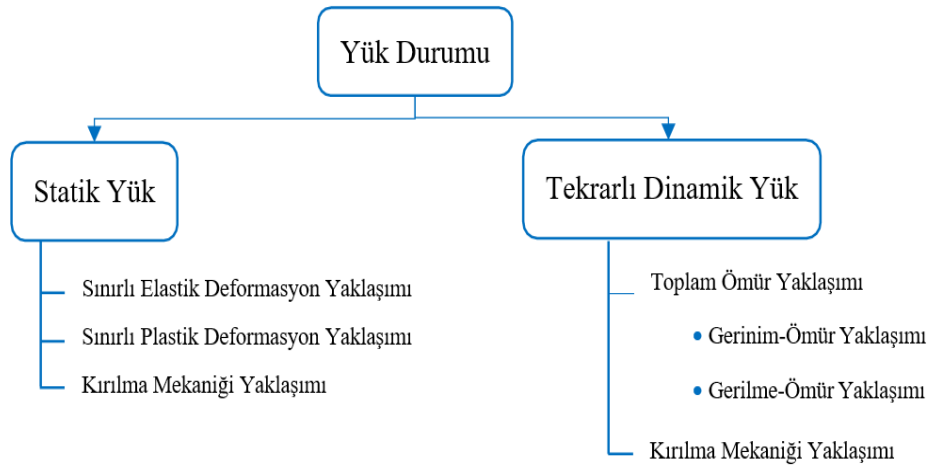 Yük Durumu
Statik Yük
Sınırlı Elastik Deformasyon Yaklaşımı
Sınırlı Plastik Deformasyon Yaklaşımı
Kırılma Mekaniği Yaklaşımı
Tekrarlı Dinamik Yük
Toplam Ömür Yaklaşımı
Gerinim-Ömür Yaklaşımı
Gerilme-Ömür Yaklaşımı
Kırılma Mekaniği Yaklaşımı